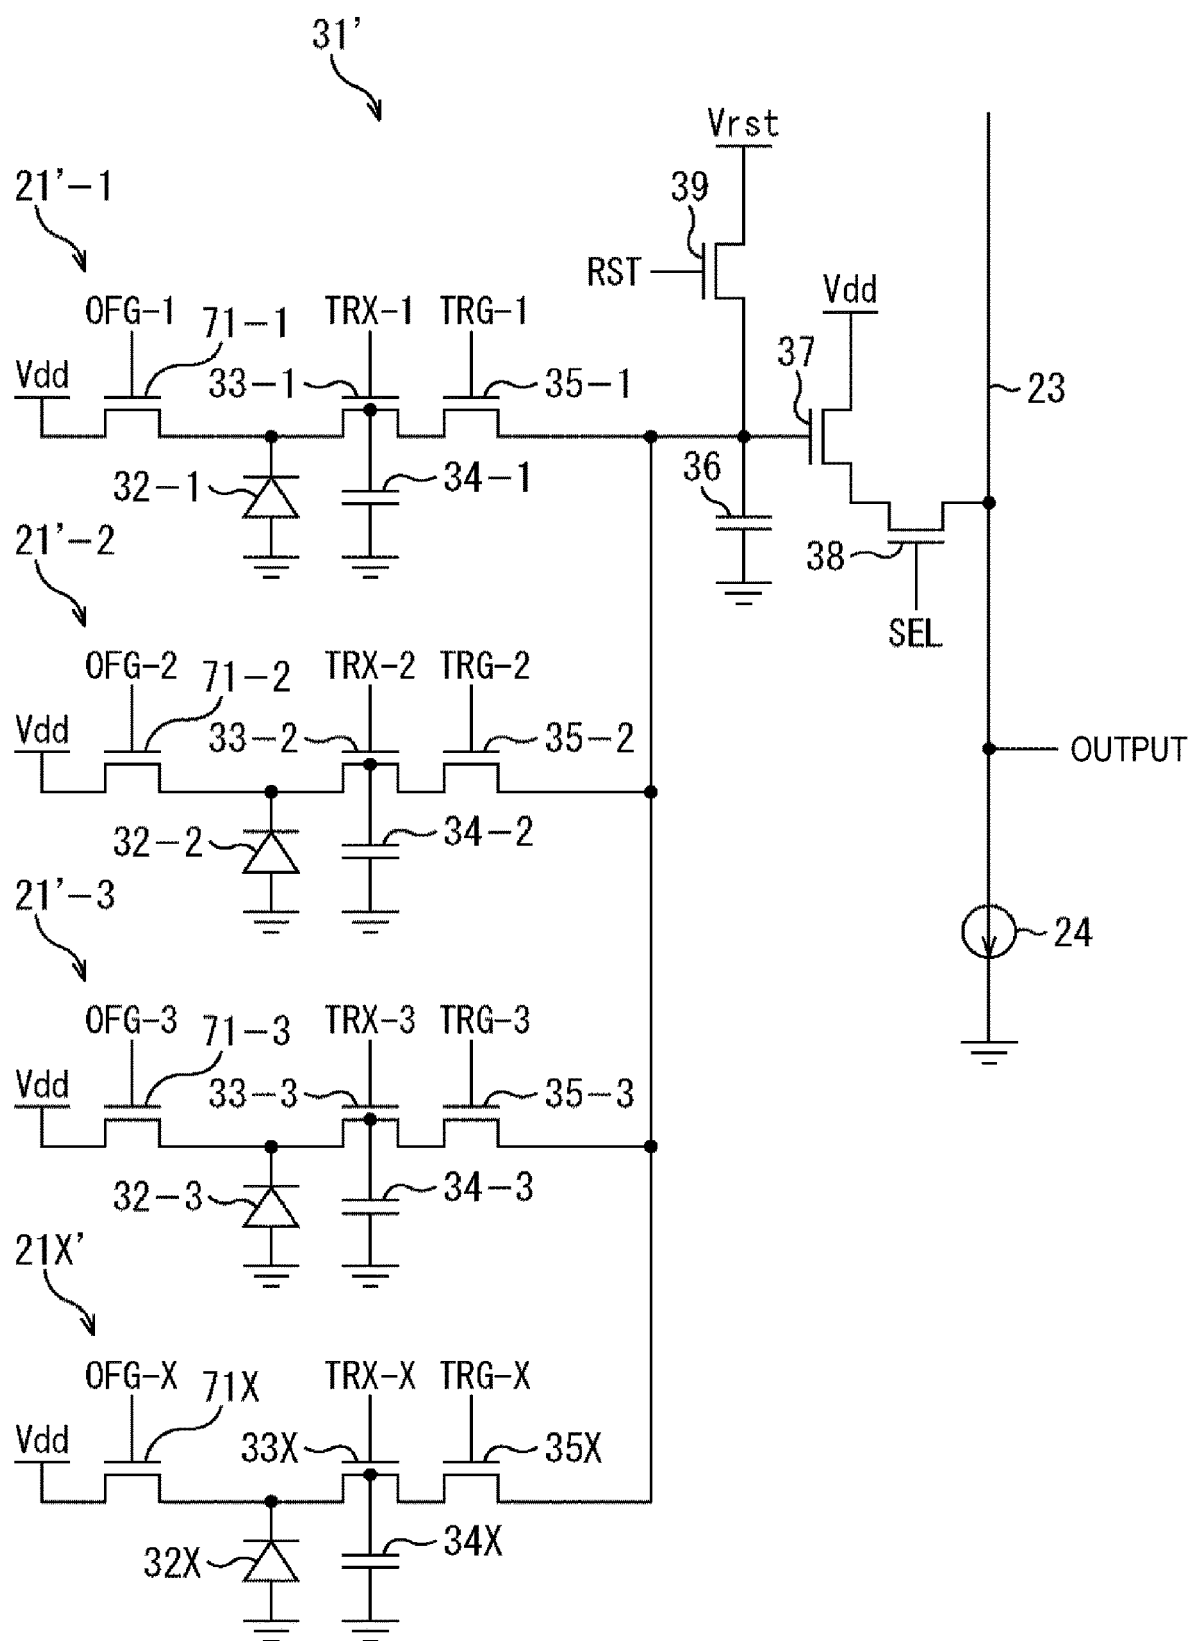 31'
Vrst
21'-1
39
RST
Vdd
OFG-1
71-1
TRX-1
TRG-1
37
Vdd
33-1
35-1
23
36
32-1
34-1
21'-2
38
SEL
OFG-2
71-2
TRX-2
TRG-2
Vdd
33-2
35-2
OUTPUT
32-2
34-2
21'-3
24
OFG-3
71-3
TRX-3
TRG-3
Vdd
33-3
35-3
32-3
34-3
21X'
OFG-X
71X
TRX-X
TRG-X
Vdd
33X
35X
32X
34X